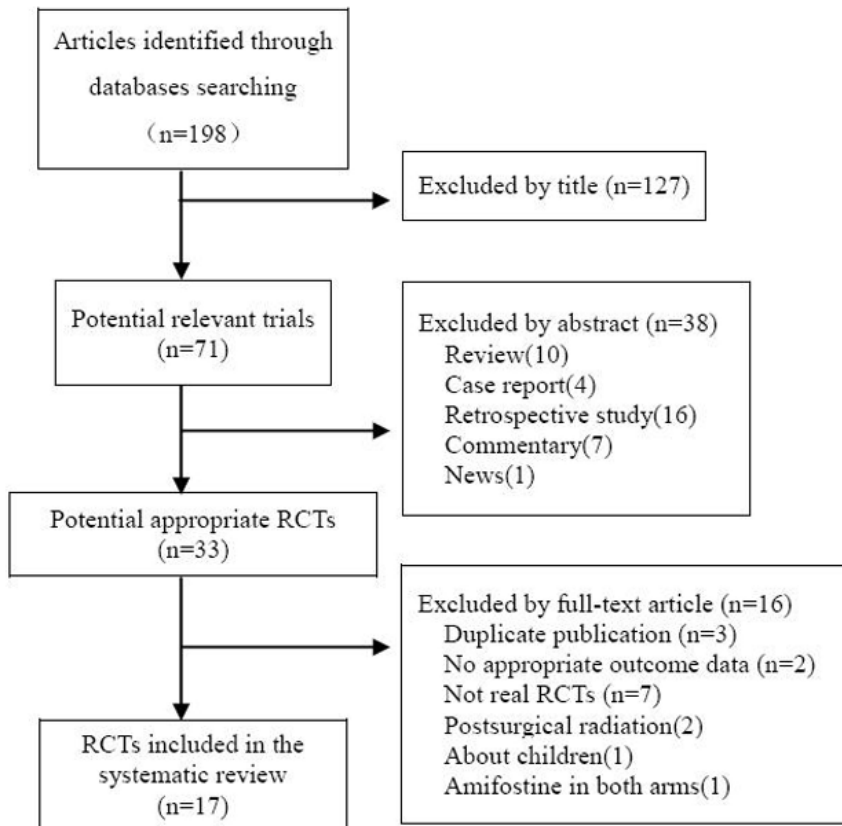 Articles identified through
databases searching
（n=198）
Excluded by title (n=127)
Potential relevant trials
(n=71)
Excluded by abstract (n=38)
Review(10)
Case report(4)
Retrospective study(16)
Commentary(7)
News(1)
Potential appropriate RCTs
(n=33)
Excluded by full-text article (n=16)
Duplicate publication (n=3)
No appropriate outcome data (n=2)
Not real RCTs (n=7)
Postsurgical radiation(2)
About children(1)
Amifostine in both arms(1)
RCTs included in the
systematic review
(n=17)